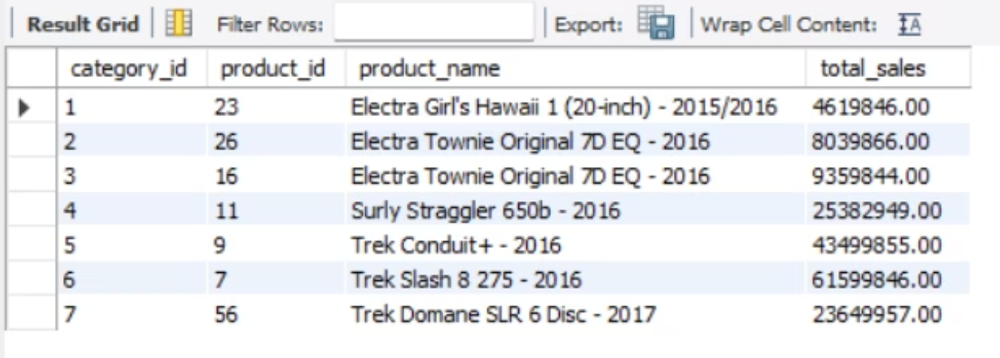 Result Grid Filter Rows: Export: Wrap Cell Content: IA
category_id product_id product_name total_sales
1 23 Electra Girl's Hawaii 1 (20-inch) - 2015/2016 4619846.00
2 26 Electra Townie Original 7D EQ - 2016 8039866.00
3 16 Electra Townie Original 7D EQ - 2016 9359844.00
4 11 Surly Straggler 650b - 2016 25382949.00
5 9 Trek Conduit+ - 2016 43499855.00
6 7 Trek Slash 8 275 - 2016 61599846.00
7 56 Trek Domane SLR 6 Disc - 2017 23649957.00